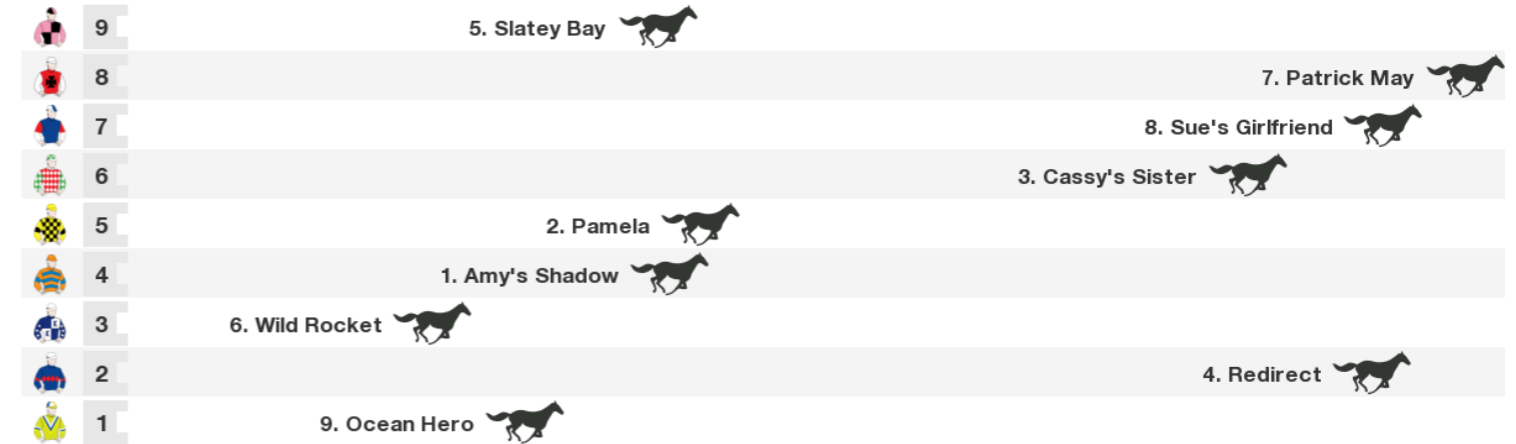 9 5. Slatey Bay
8 7. Patrick May
7 8. Sue's Girlfriend
6 3. Cassy's Sister
5 2. Pamela
4 1. Amy's Shadow
3 6. Wild Rocket
2 4. Redirect
1 9. Ocean Hero